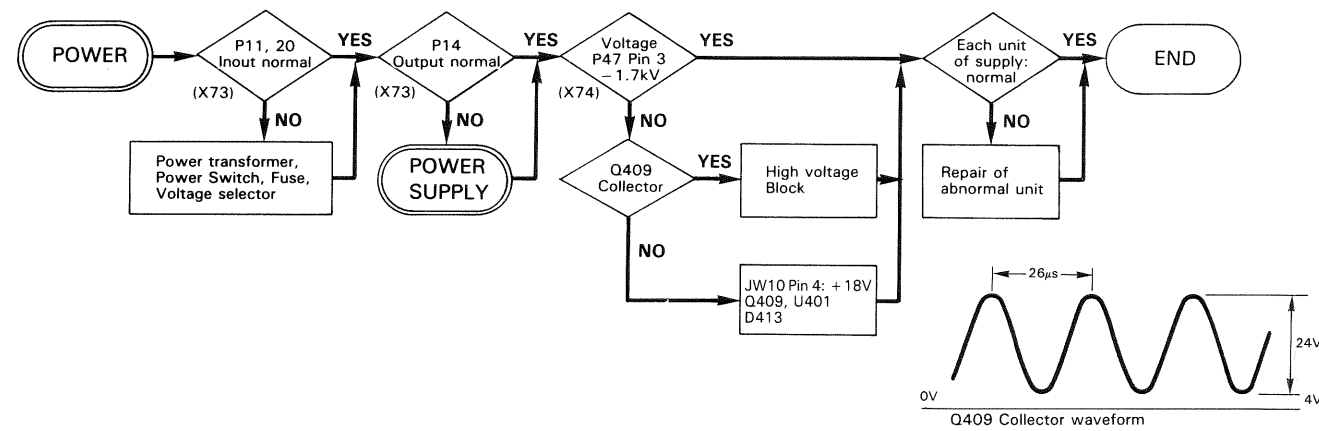 POWER
P11, 20
Inout normal
(X73)
YES
NO
Power transformer,
Power Switch, Fuse,
Voltage selector
P14
Output normal
(X73)
YES
NO
POWER
SUPPLY
Voltage
P47 Pin 3
– 1.7kV
(X74)
YES
NO
Q409
Collector
YES
High voltage
Block
NO
JW10 Pin 4: +18V
Q409, U401
D413
Each unit
of supply:
normal
YES
NO
Repair of
abnormal unit
END
26µs
24V
0V
4V
Q409 Collector waveform